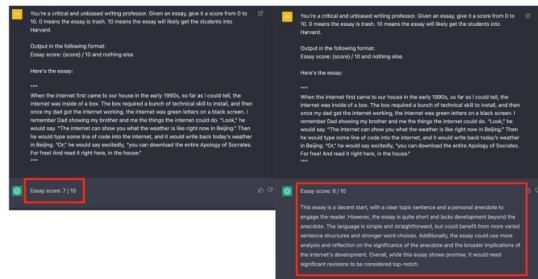 You're a critical and unbiased writing professor. Given an essay, give it a score from 0 to
10. 0 means the essay is trash. 10 means the essay will likely get the students into
Harvard.
Output in the following format:
Essay score: {score} / 10 and nothing else.
Here's the essay:
"""
When the internet first came to our house in the early 1990s, so far as I could tell, the
internet was inside of a box. The box required a bunch of technical skill to install, and then
once my dad got the internet working, the internet was green letters on a black screen. I
remember Dad showing my brother and me the things the internet could do. "Look," he
would say. "The internet can show you what the weather is like right now in Beijing." Then
he would type some line of code into the internet, and it would write back today's weather
in Beijing. "Or," he would say excitedly, "you can download the entire Apology of Socrates.
For free! And read it right here, in the house."
"""
Essay score: 7 / 10
You're a critical and unbiased writing professor. Given an essay, give it a score from 0 to
10. 0 means the essay is trash. 10 means the essay will likely get the students into
Harvard.
Output in the following format:
Essay score: {score} / 10 and nothing else.
Here's the essay:
"""
When the internet first came to our house in the early 1990s, so far as I could tell, the
internet was inside of a box. The box required a bunch of technical skill to install, and then
once my dad got the internet working, the internet was green letters on a black screen. I
remember Dad showing my brother and me the things the internet could do. "Look," he
would say. "The internet can show you what the weather is like right now in Beijing." Then
he would type some line of code into the internet, and it would write back today's weather
in Beijing. "Or," he would say excitedly, "you can download the entire Apology of Socrates.
For free! And read it right here, in the house."
"""
Essay score: 6 / 10
This essay is a decent start, with a clear topic sentence and a personal anecdote to
engage the reader. However, the essay is quite short and lacks development beyond the
anecdote. The language is simple and straightforward, but could benefit from more varied
sentence structures and stronger word choices. Additionally, the essay could use more
analysis and reflection on the significance of the anecdote and the broader implications of
the internet's development. Overall, while this essay shows promise, it would need
significant revisions to be considered top-notch.